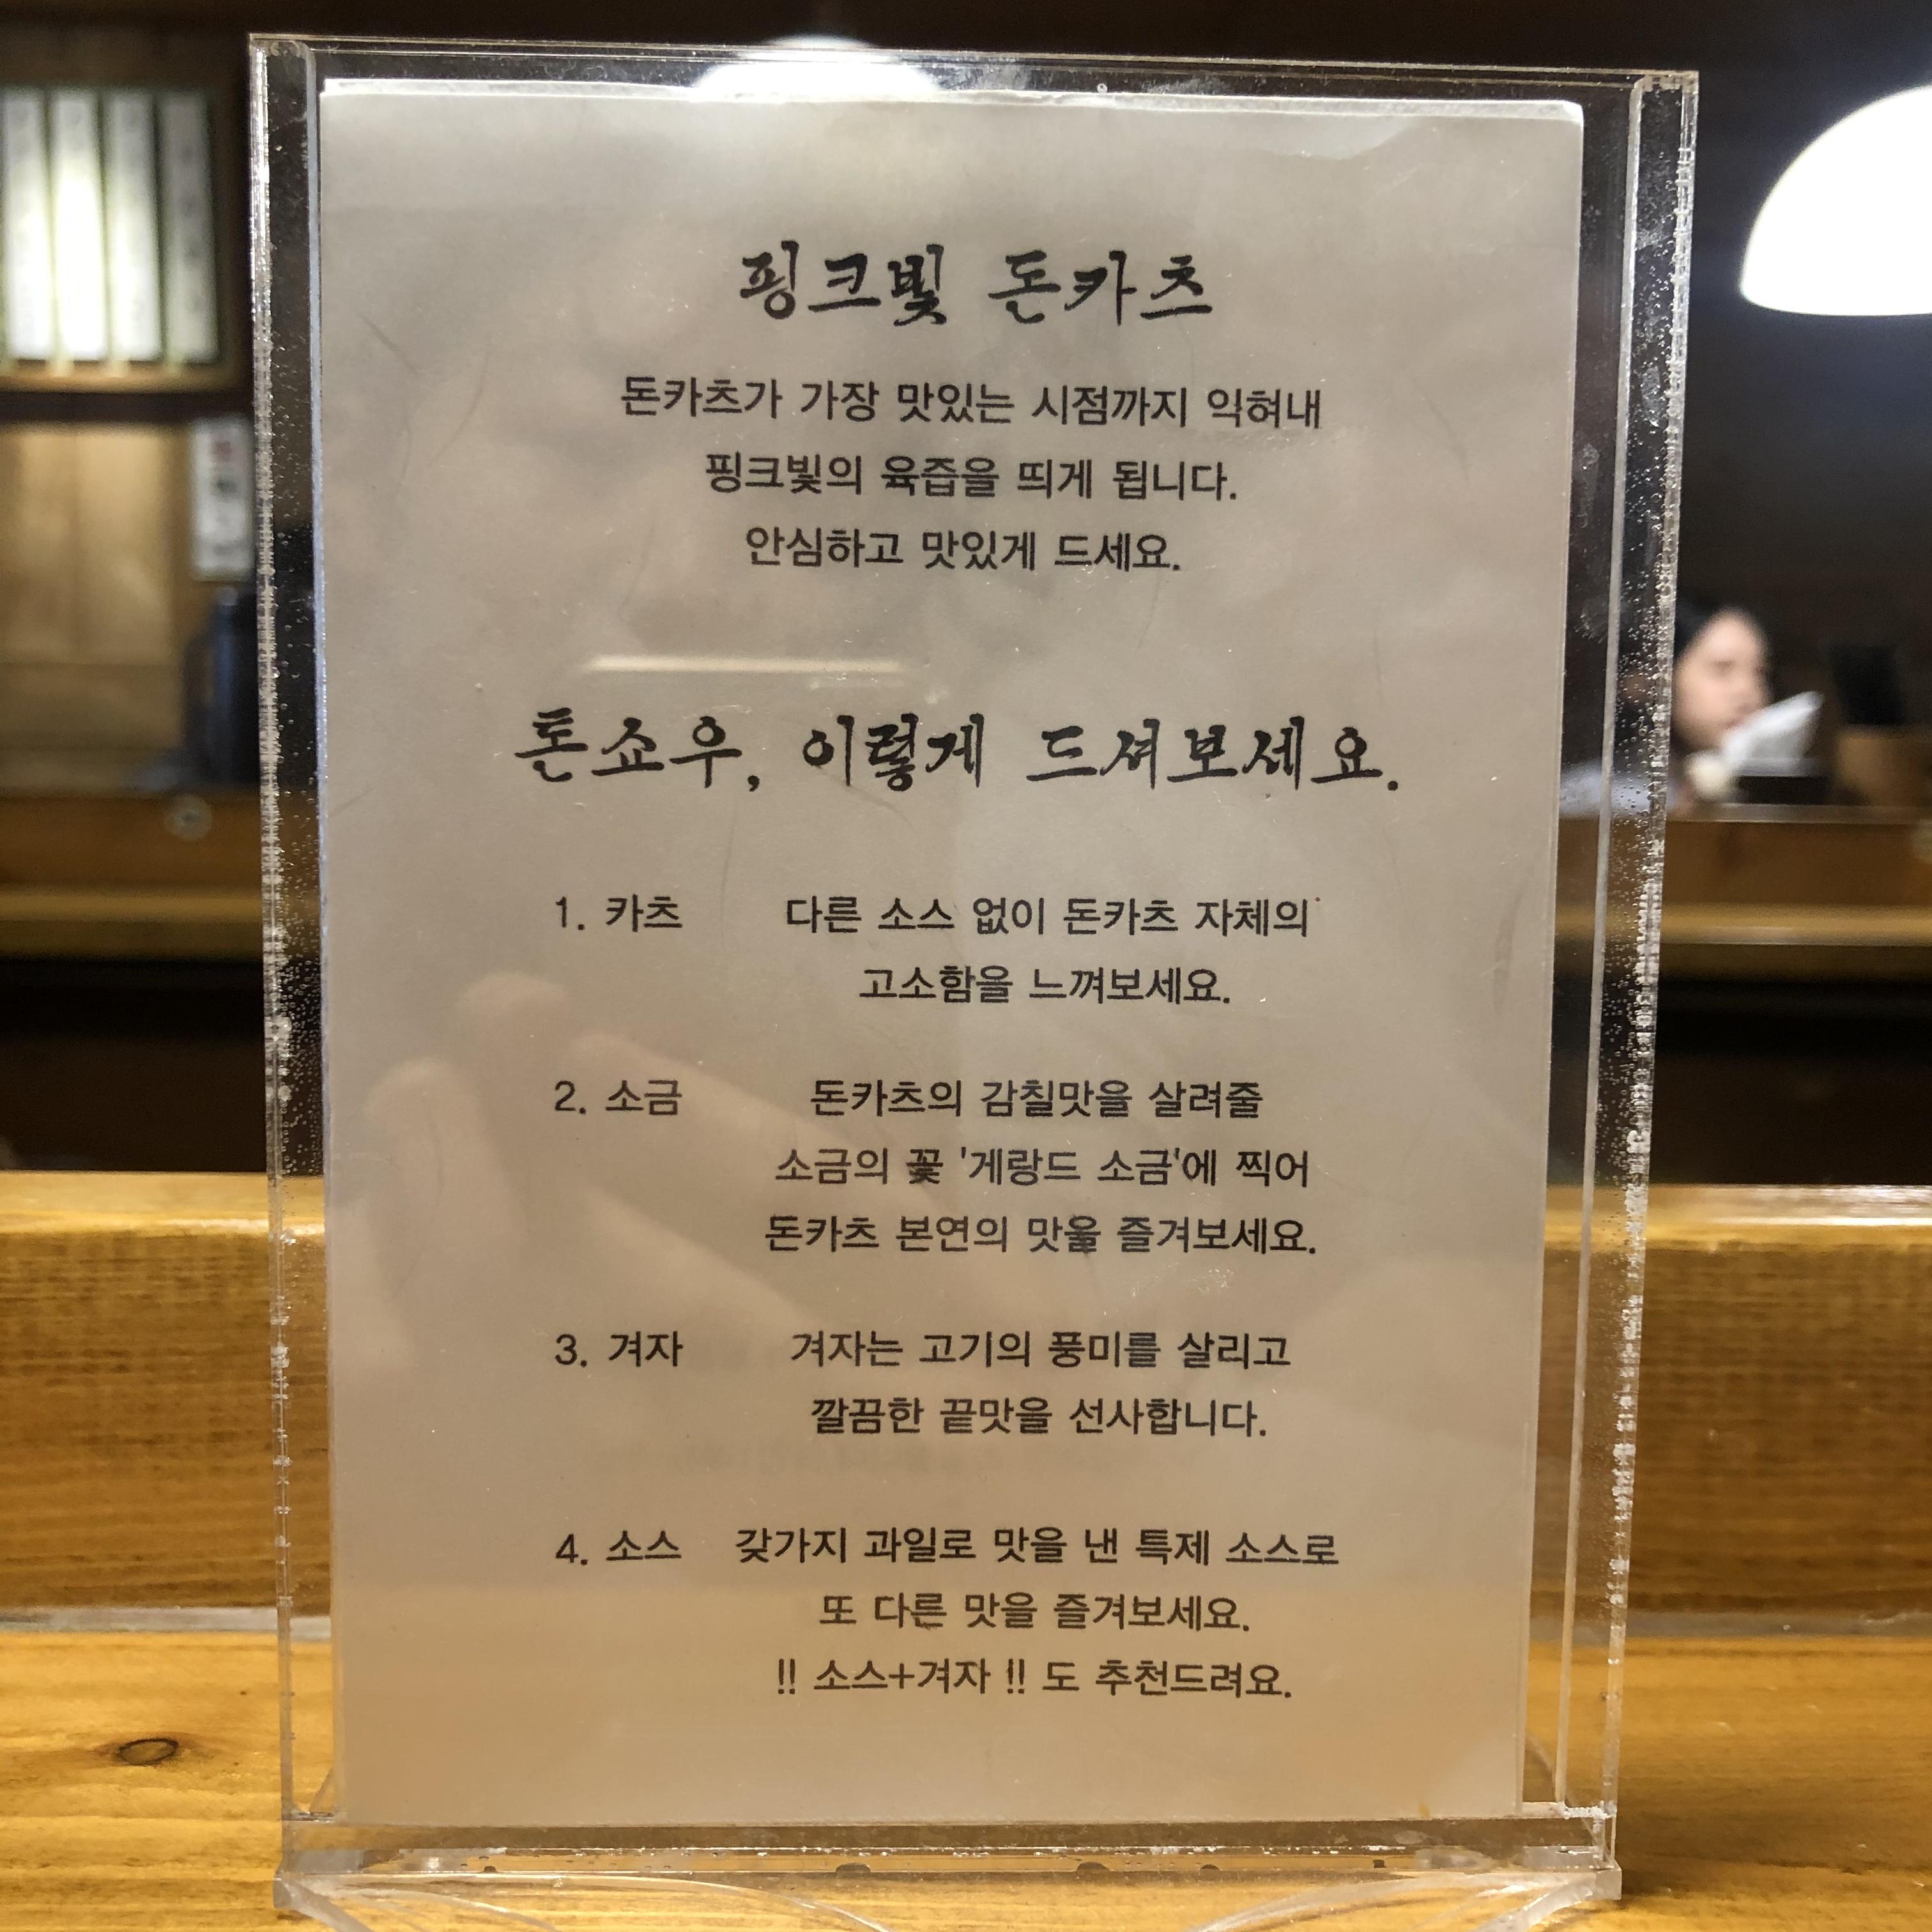 핑크빛 돈카츠
돈카츠가 가장 맛있는 시점까지 익혀내
핑크빛의 육즙을 띄게 됩니다.
안심하고 맛있게 드세요.
톤쇼우, 이렇게 드셔보세요.
1. 카츠 다른 소스 없이 돈카츠 자체의
고소함을 느껴보세요.
2. 소금 돈카츠의 감칠맛을 살려줄
소금의 꽃 '게랑드 소금'에 찍어
돈카츠 본연의 맛을 즐겨보세요.
3. 겨자 겨자는 고기의 풍미를 살리고
깔끔한 끝맛을 선사합니다.
4. 소스 갖가지 과일로 맛을 낸 특제 소스로
또 다른 맛을 즐겨보세요.
!! 소스+겨자 !! 도 추천드려요.